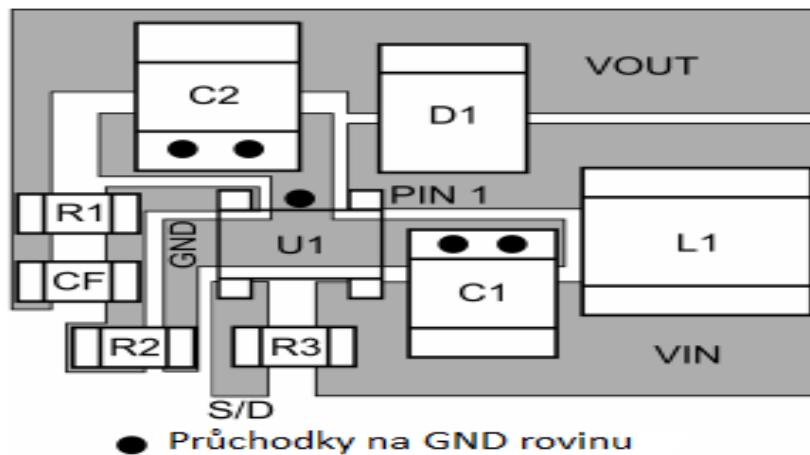 VOUT
C2
D1
PIN 1
R1
GND
U1
L1
CF
C1
R2
R3
VIN
S/D
Průchodky na GND rovinu